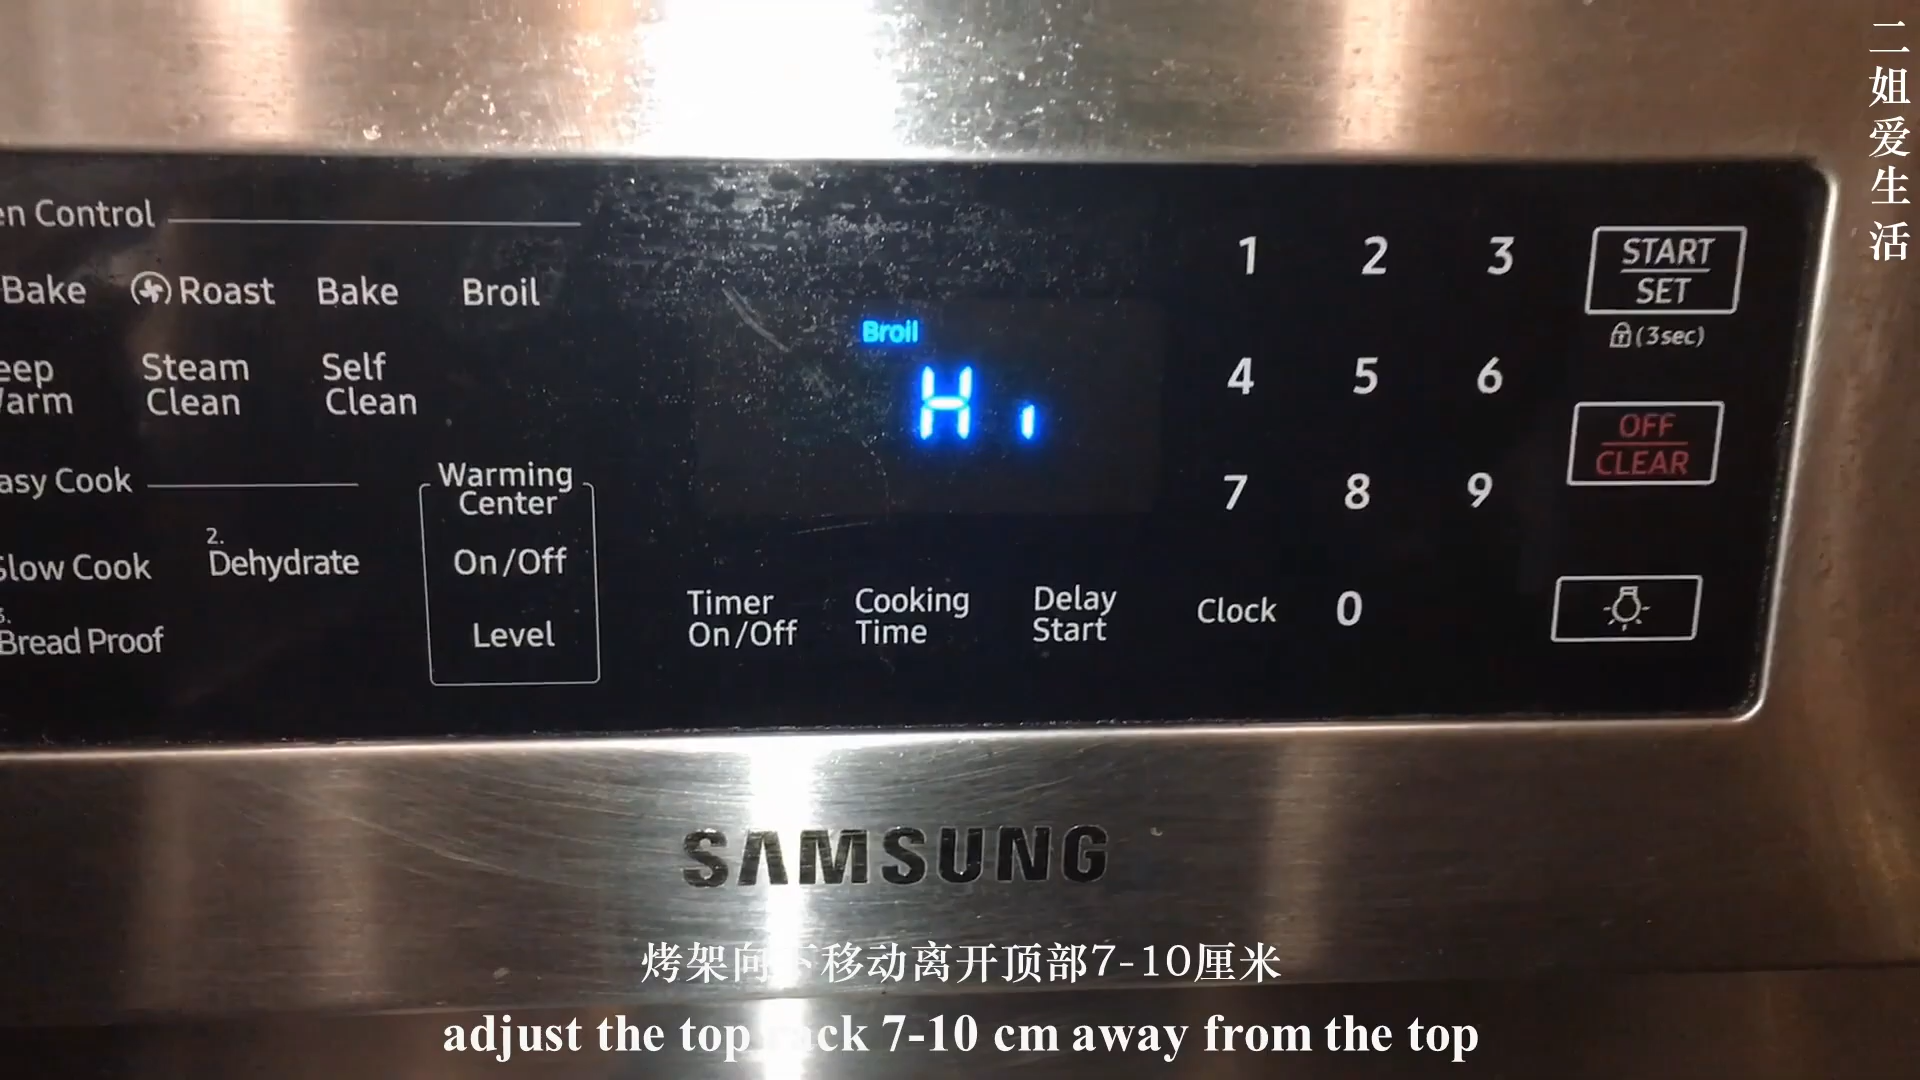 二姐爱生活
en Control
Bake Roast Bake Broil
eep Warm
Steam Clean
Self Clean
asy Cook
Slow Cook
2. Dehydrate
3. Bread Proof
Warming Center
On/Off
Level
Broil
Hi
Timer On/Off
Cooking Time
Delay Start
Clock
1 2 3
4 5 6
7 8 9
0
START
SET
(3sec)
OFF
CLEAR
SAMSUNG
烤架向下移动离开顶部7-10厘米
adjust the top rack 7-10 cm away from the top